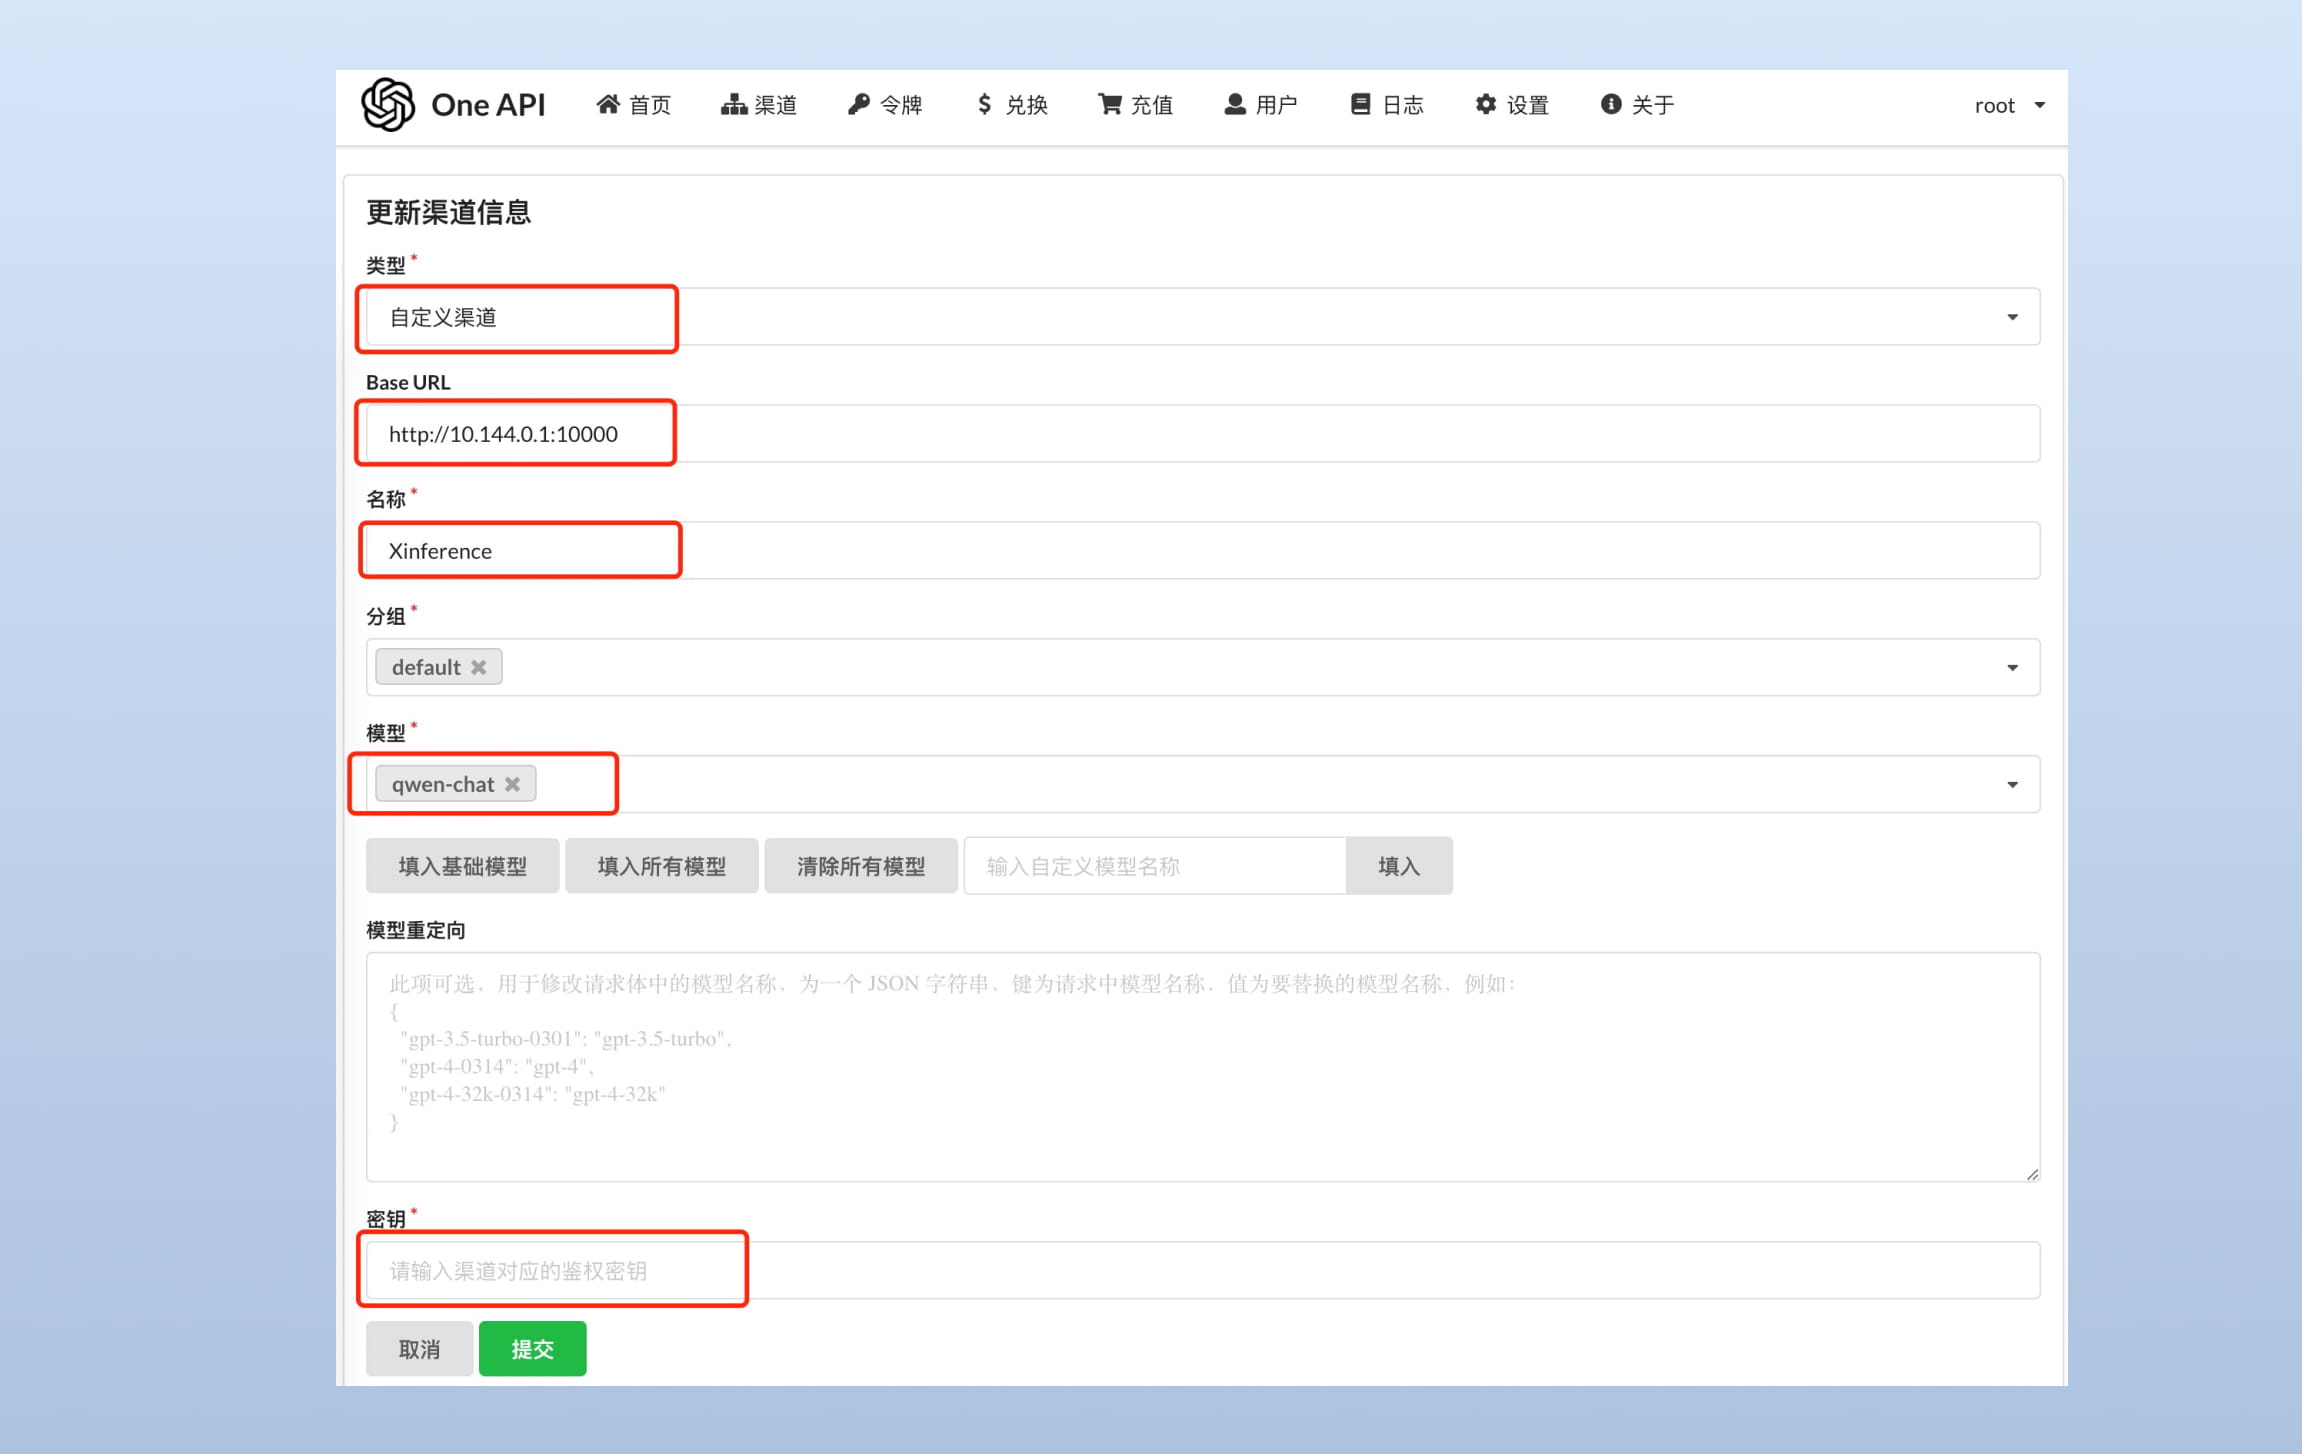 One API 首页 渠道 令牌 兑换 充值 用户 日志 设置 关于 root
更新渠道信息
类型*
自定义渠道
Base URL
http://10.144.0.1:10000
名称*
Xinference
分组*
default
模型*
qwen-chat
填入基础模型 填入所有模型 清除所有模型 输入自定义模型名称 填入
模型重定向
此项可选，用于修改请求体中的模型名称，为一个 JSON 字符串，键为请求中模型名称，值为要替换的模型名称，例如：
{
"gpt-3.5-turbo-0301": "gpt-3.5-turbo",
"gpt-4-0314": "gpt-4",
"gpt-4-32k-0314": "gpt-4-32k"
}
密钥*
请输入渠道对应的鉴权密钥
取消 提交